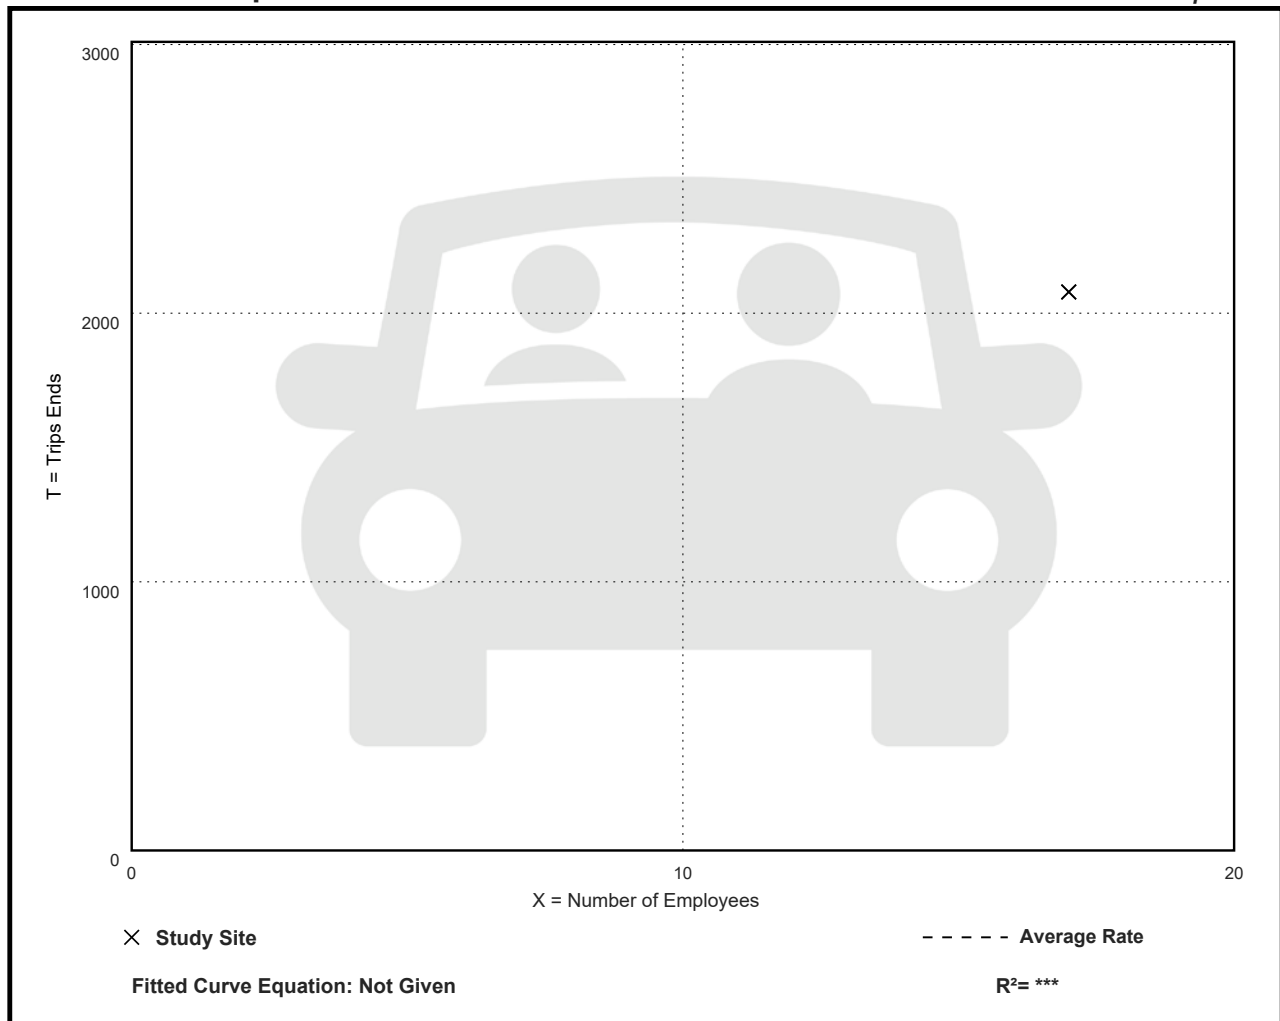 3000
2000
1000
0
T = Trips Ends
0 10 20
X = Number of Employees
Study Site
Average Rate
Fitted Curve Equation: Not Given
R²= ***